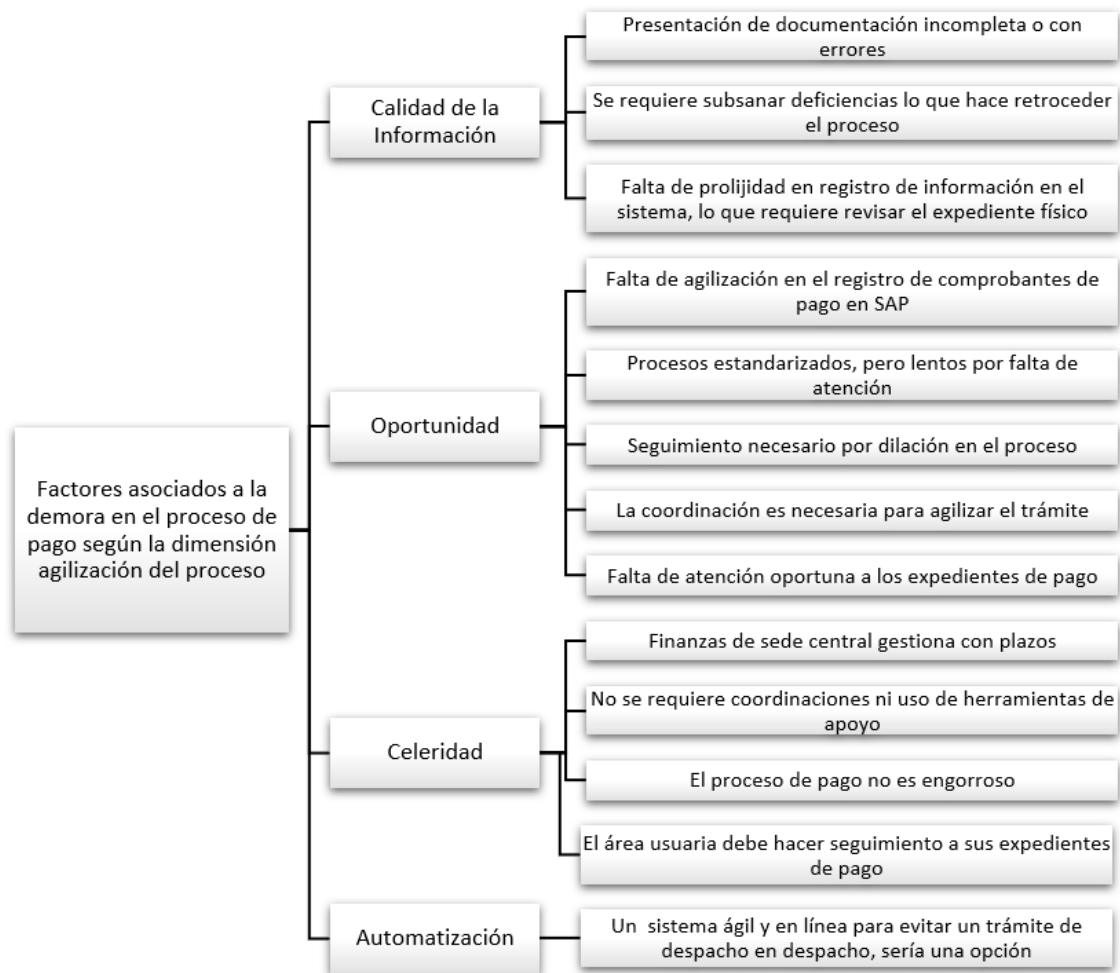 Factores asociados a la
demora en el proceso de
pago según la dimensión
agilización del proceso
Calidad de la
Información
Presentación de documentación incompleta o con
errores
Se requiere subsanar deficiencias lo que hace retroceder
el proceso
Falta de prolijidad en registro de información en el
sistema, lo que requiere revisar el expediente físico
Oportunidad
Falta de agilización en el registro de comprobantes de
pago en SAP
Procesos estandarizados, pero lentos por falta de
atención
Seguimiento necesario por dilación en el proceso
La coordinación es necesaria para agilizar el trámite
Falta de atención oportuna a los expedientes de pago
Celeridad
Finanzas de sede central gestiona con plazos
No se requiere coordinaciones ni uso de herramientas de
apoyo
El proceso de pago no es engorroso
El área usuaria debe hacer seguimiento a sus expedientes
de pago
Automatización
Un sistema ágil y en línea para evitar un trámite de
despacho en despacho, sería una opción